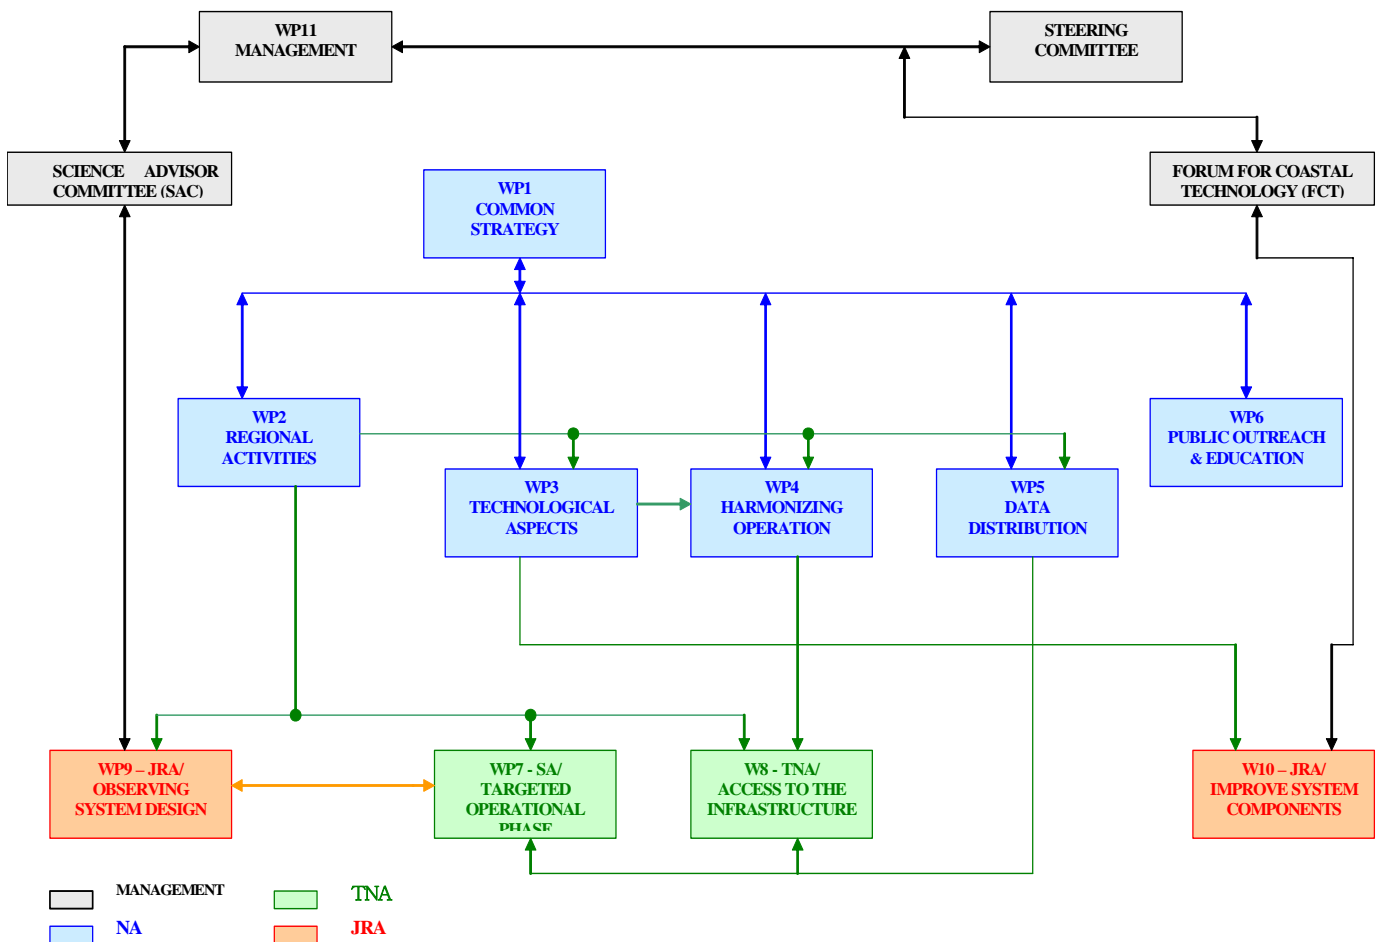 WP11
MANAGEMENT
STEERING
COMMITTEE
SCIENCE ADVISOR
COMMITTEE (SAC)
WP1
COMMON
STRATEGY
FORUM FOR COASTAL
TECHNOLOGY (FCT)
WP2
REGIONAL
ACTIVITIES
WP6
PUBLIC OUTREACH
& EDUCATION
WP3
TECHNOLOGICAL
ASPECTS
WP4
HARMONIZING
OPERATION
WP5
DATA
DISTRIBUTION
WP9 – JRA/
OBSERVING
SYSTEM DESIGN
WP7 - SA/
TARGETED
OPERATIONAL
PHASE
W8 - TNA/
ACCESS TO THE
INFRASTRUCTURE
W10 – JRA/
IMPROVE SYSTEM
COMPONENTS
MANAGEMENT
TNA
NA
JRA